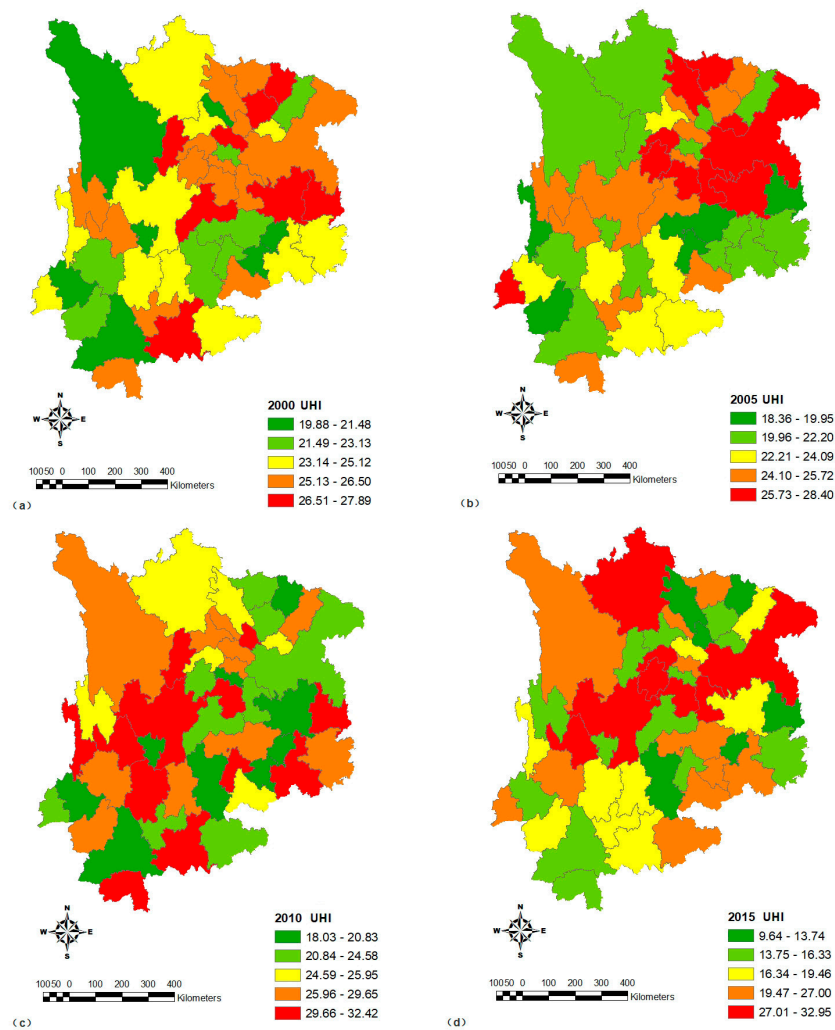 N
W E
S
10050 0 100 200 300 400
Kilometers
2000 UHI
19.88 - 21.48
21.49 - 23.13
23.14 - 25.12
25.13 - 26.50
26.51 - 27.89
(a)
N
W E
S
10050 0 100 200 300 400
Kilometers
2005 UHI
18.36 - 19.95
19.96 - 22.20
22.21 - 24.09
24.10 - 25.72
25.73 - 28.40
(b)
N
W E
S
10050 0 100 200 300 400
Kilometers
2010 UHI
18.03 - 20.83
20.84 - 24.58
24.59 - 25.95
25.96 - 29.65
29.66 - 32.42
(c)
N
W E
S
10050 0 100 200 300 400
Kilometers
2015 UHI
9.64 - 13.74
13.75 - 16.33
16.34 - 19.46
19.47 - 27.00
27.01 - 32.95
(d)